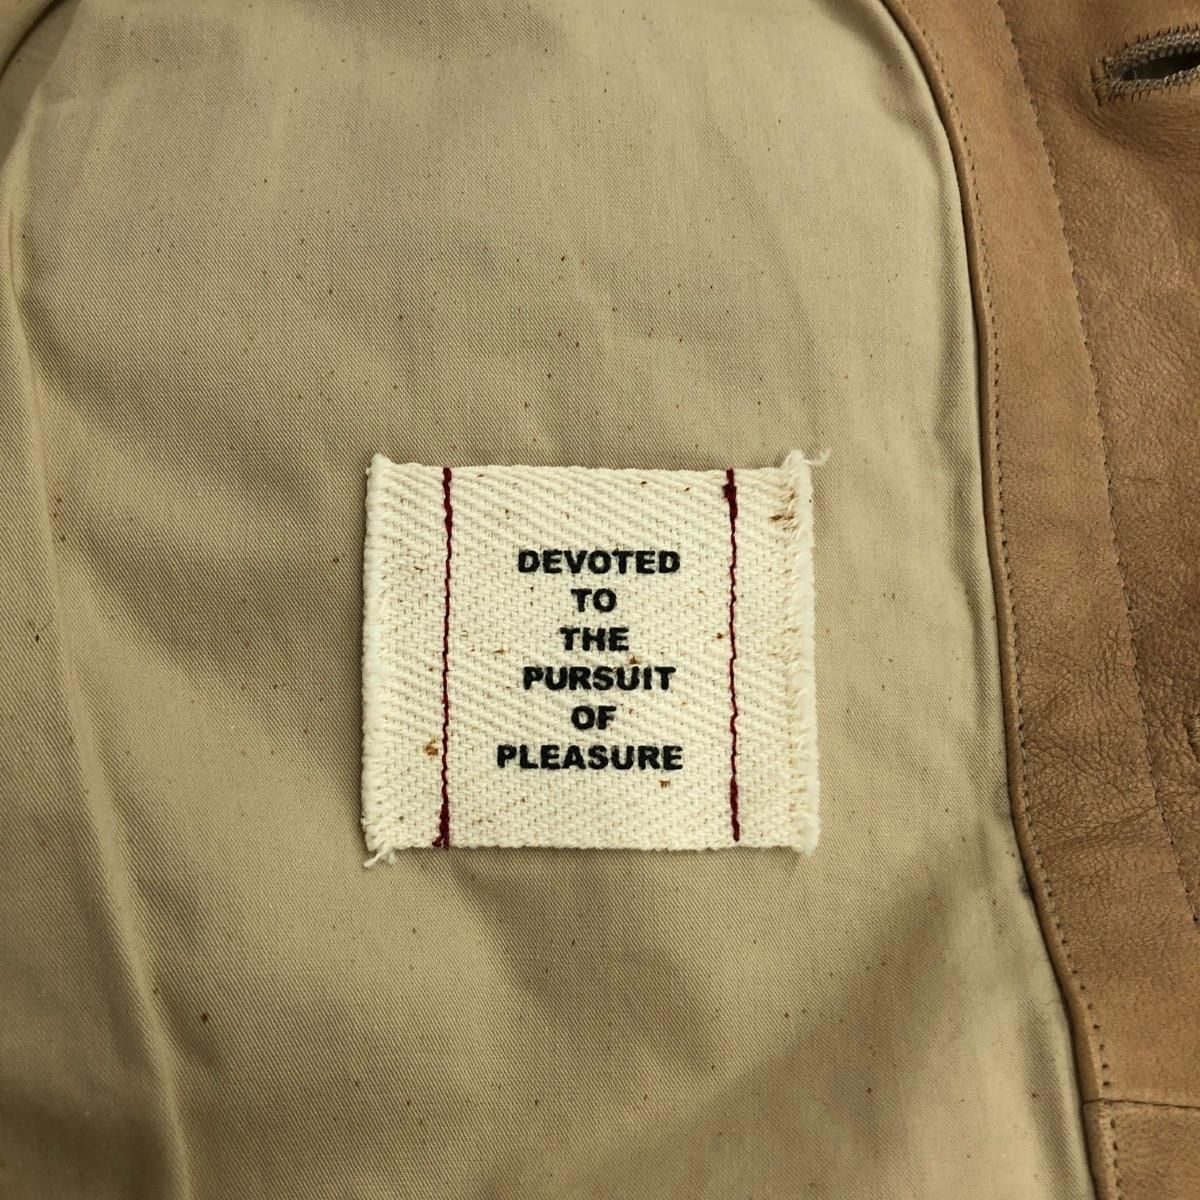 DEVOTED
TO
THE
PURSUIT
OF
PLEASURE